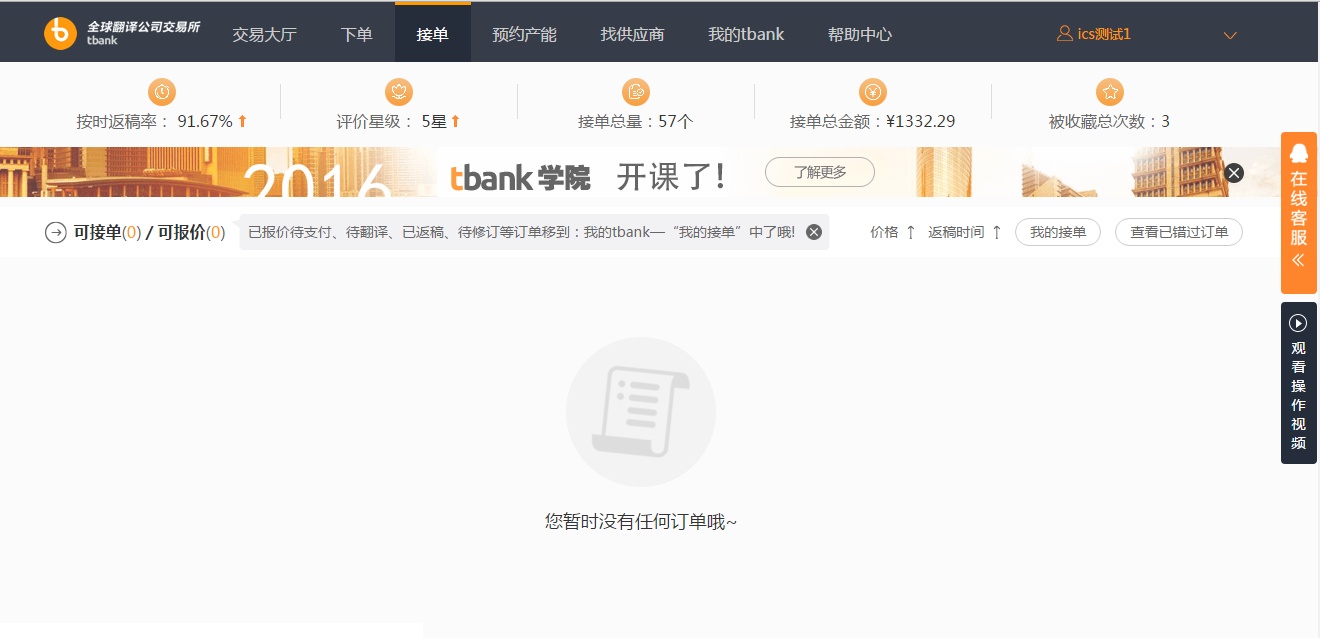 全球翻译公司交易所
tbank
交易大厅 下单 接单 预约产能 找供应商 我的tbank 帮助中心 ics测试1
按时返稿率： 91.67% 评价星级： 5星 接单总量：57个 接单总金额：¥1332.29 被收藏总次数：3
2016 tbank 学院 开课了! 了解更多
可接单(0) / 可报价(0) 已报价待支付、待翻译、已返稿、待修订等订单移到：我的tbank—“我的接单”中了哦! 价格 返稿时间 我的接单 查看已错过订单
您暂时没有任何订单哦~
在线客服
观看操作视频